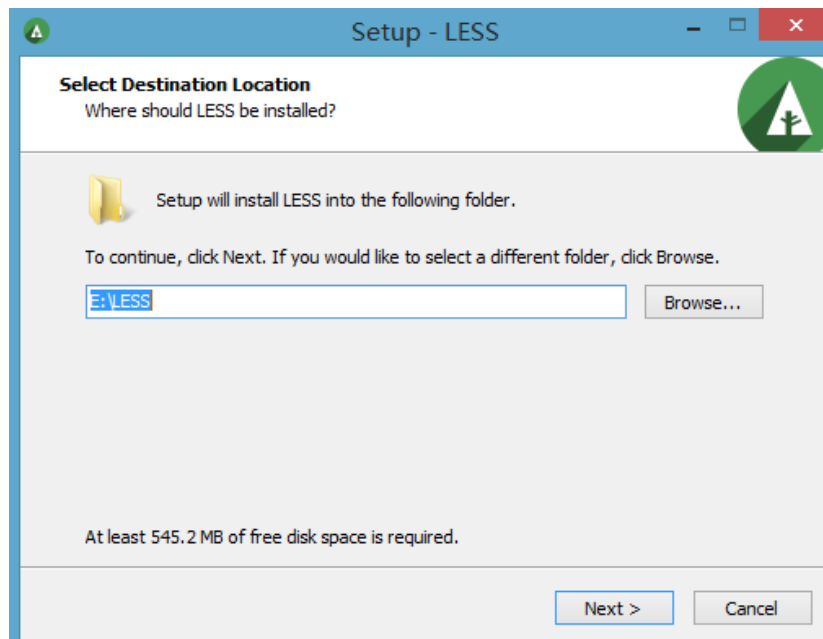 Setup - LESS
Select Destination Location
Where should LESS be installed?
Setup will install LESS into the following folder.
To continue, click Next. If you would like to select a different folder, click Browse.
E:\LESS
Browse...
At least 545.2 MB of free disk space is required.
Next >
Cancel